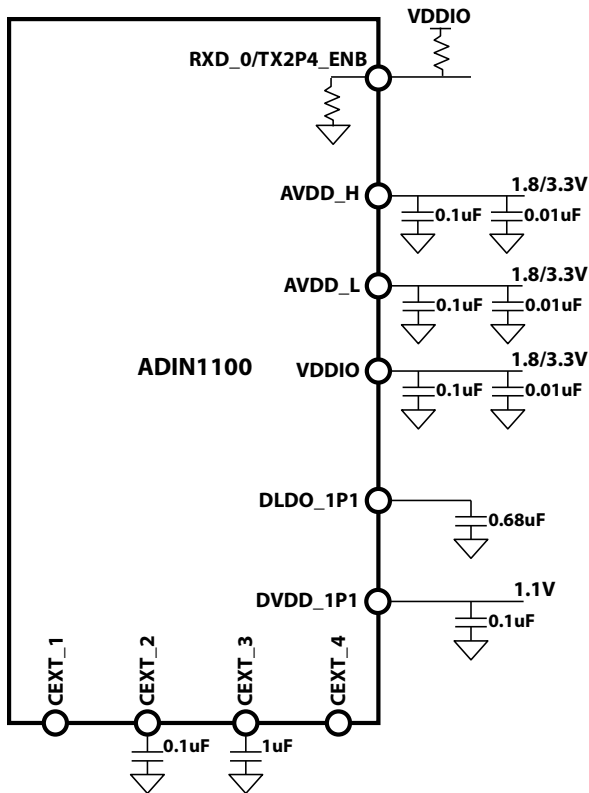 VDDIO
RXD_0/TX2P4_ENB
AVDD_H
1.8/3.3V
0.1uF
0.01uF
AVDD_L
1.8/3.3V
0.1uF
0.01uF
ADIN1100
VDDIO
1.8/3.3V
0.1uF
0.01uF
DLDO_1P1
0.68uF
DVDD_1P1
1.1V
0.1uF
CEXT_1
CEXT_2
CEXT_3
CEXT_4
0.1uF
1uF